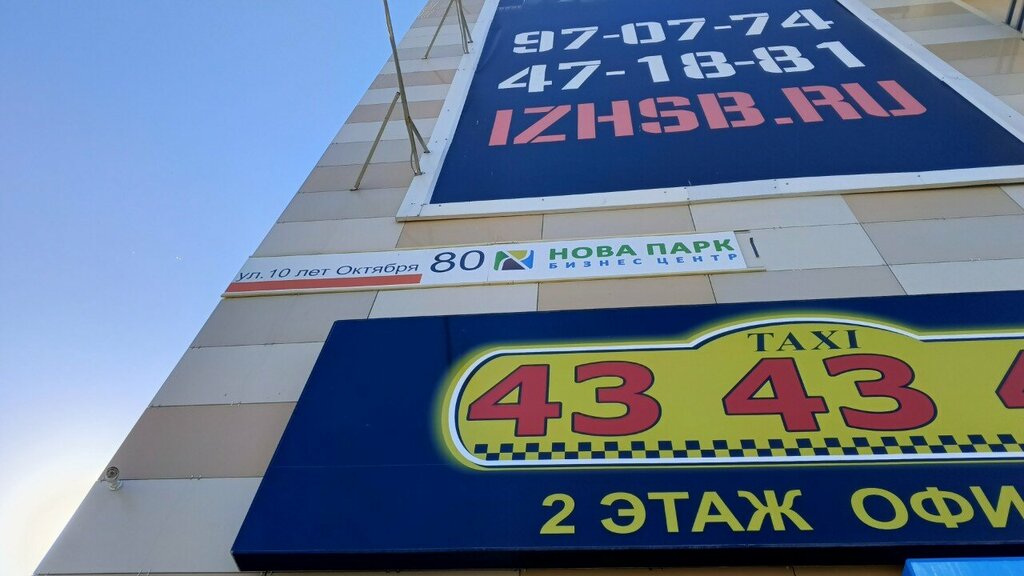 97-07-74
47-18-81
IZHSB.RU
ул. 10 лет Октября 80 НОВА ПАРК
БИЗНЕС ЦЕНТР
TAXI
43 43
2 ЭТАЖ